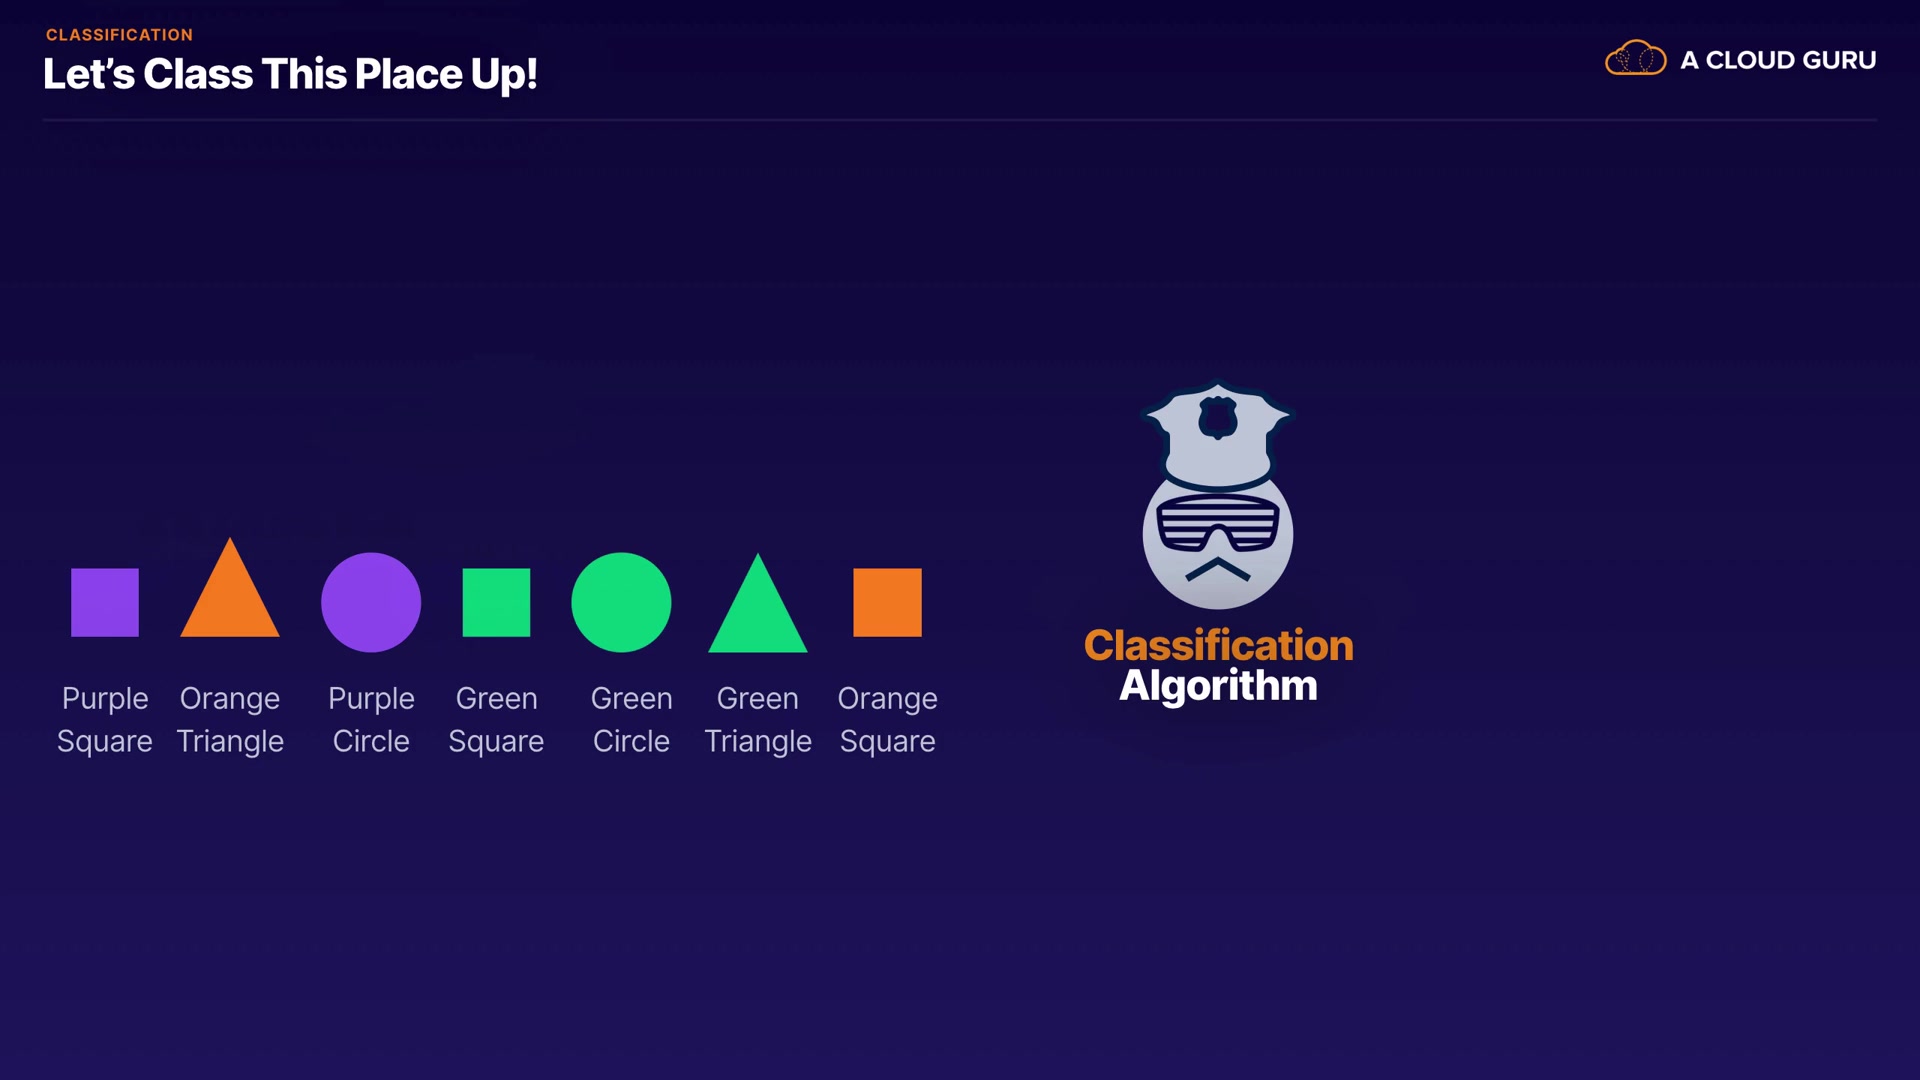 CLASSIFICATION
Let's Class This Place Up!
A CLOUD GURU
Classification
Algorithm
Purple Square
Orange Triangle
Purple Circle
Green Square
Green Circle
Green Triangle
Orange Square